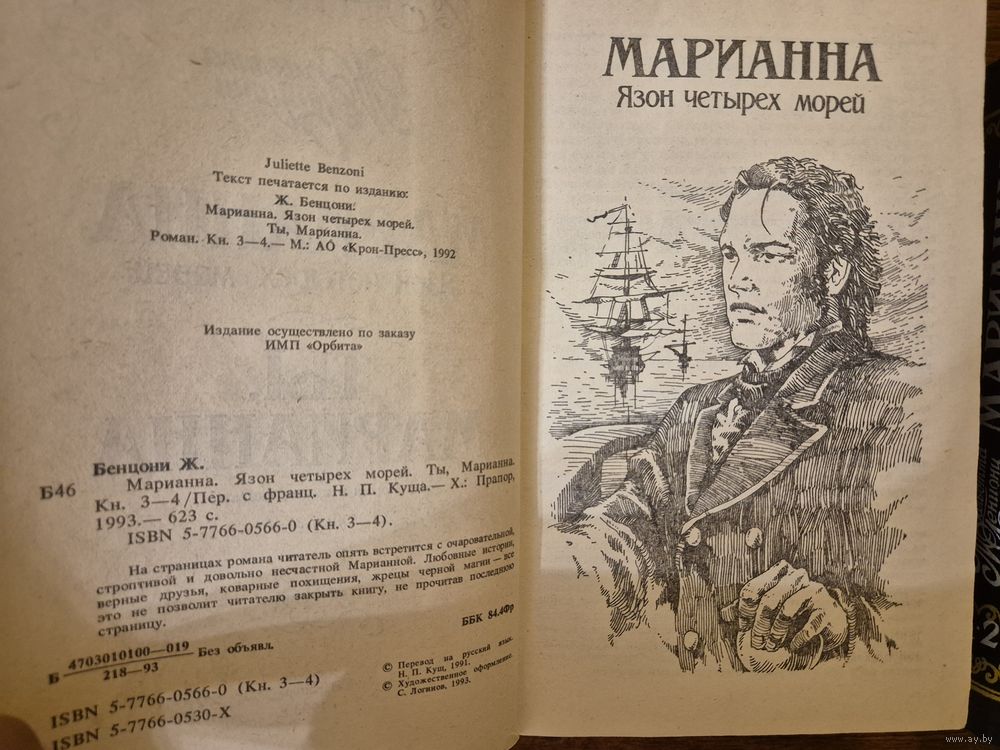 Juliette Benzoni
Текст печатается по изданию:
Ж. Бенцони.
Марианна. Язон четырех морей.
Ты, Марианна.
Роман. Кн. 3—4.— М.: АО «Крон-Пресс», 1992
Издание осуществлено по заказу
ИМП «Орбита»
Бенцони Ж.
Б46
Марианна. Язон четырех морей. Ты, Марианна.
Кн. 3—4/Пер. с франц. Н. П. Куща.— Х.: Прапор,
1993.— 623 с.
ISBN 5-7766-0566-0 (Кн. 3—4).
На страницах романа читатель опять встретится с очаровательной,
строптивой и довольно несчастной Марианной. Любовные истории,
верные друзья, коварные похищения, жрецы черной магии — все
это не позволит читателю закрыть книгу, не прочитав последнюю
страницу.
Б 4703010100—019 Без объявл.
218—93
ББК 84.4Фр
ISBN 5-7766-0566-0 (Кн. 3—4)
ISBN 5-7766-0530-X
© Перевод на русский язык.
Н. П. Кущ, 1991.
© Художественное оформление.
С. Логинов, 1993.
МАРИАННА
Язон четырех морей
www.ay.by